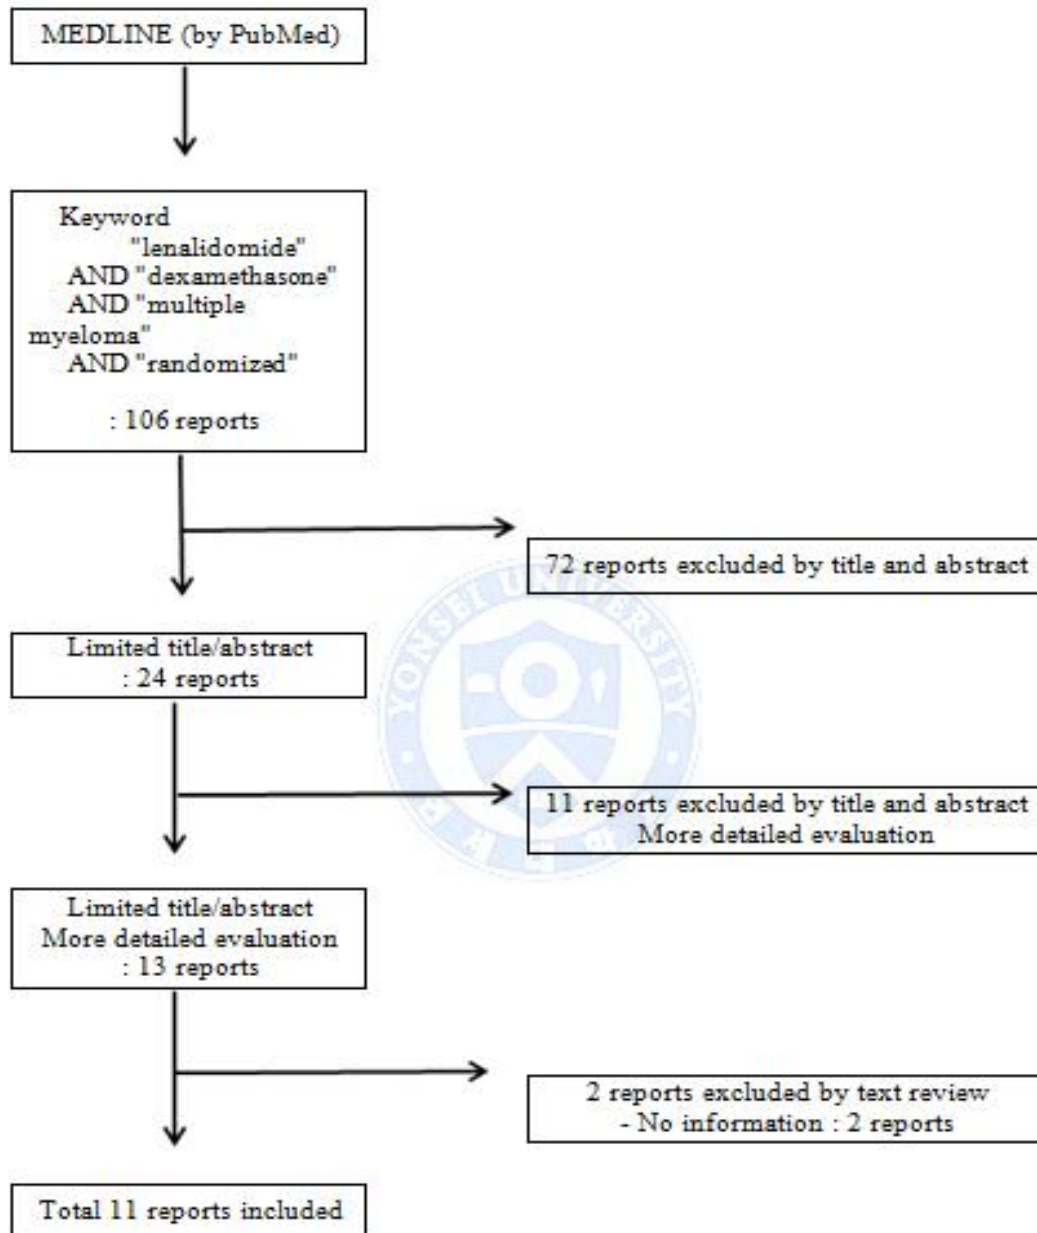 MEDLINE (by PubMed)
Keyword
"lenalidomide"
AND "dexamethasone"
AND "multiple
myeloma"
AND "randomized"
: 106 reports
72 reports excluded by title and abstract
YONSEI UNIVERSITY
Limited title/abstract
: 24 reports
11 reports excluded by title and abstract
More detailed evaluation
Limited title/abstract
More detailed evaluation
: 13 reports
2 reports excluded by text review
- No information : 2 reports
Total 11 reports included